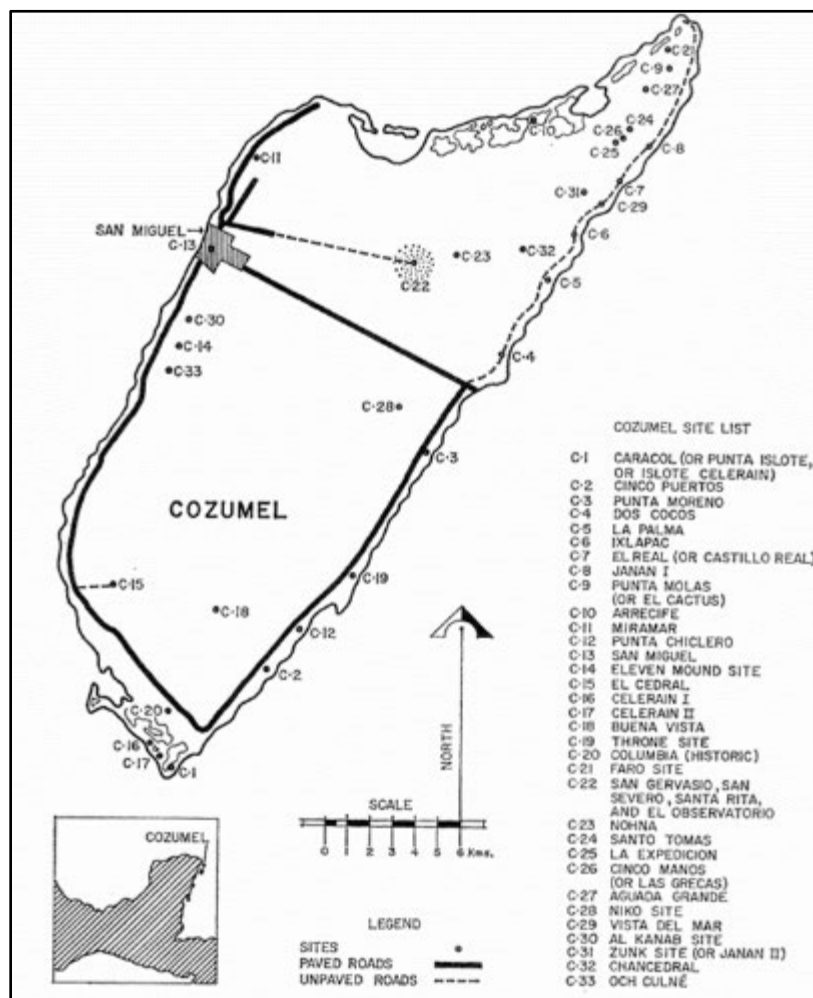 C-21
C-9
C-27
C-24
C-26
C-25
C-10
C-8
C-11
C-31
C-7
C-29
SAN MIGUEL
C-13
C-6
C-23
C-32
C-22
C-5
C-30
C-14
C-33
C-4
C-28
C-3
COZUMEL
C-15
C-19
C-18
C-12
C-2
C-20
C-16
C-17
C-1
NORTH
SCALE
0 1 2 3 4 5 6 Kms.
COZUMEL
LEGEND
SITES
PAVED ROADS
UNPAVED ROADS
COZUMEL SITE LIST
C-1 CARACOL (OR PUNTA ISLOTE,
OR ISLOTE CELERAIN)
C-2 CINCO PUERTOS
C-3 PUNTA MORENO
C-4 DOS COCOS
C-5 LA PALMA
C-6 IXLAPAC
C-7 EL REAL (OR CASTILLO REAL)
C-8 JANAN I
C-9 PUNTA MOLAS
(OR EL CACTUS)
C-10 ARRECIFE
C-11 MIRAMAR
C-12 PUNTA CHICLERO
C-13 SAN MIGUEL
C-14 ELEVEN MOUND SITE
C-15 EL CEDRAL
C-16 CELERAIN I
C-17 CELERAIN II
C-18 BUENA VISTA
C-19 THRONE SITE
C-20 COLUMBIA (HISTORIC)
C-21 FARO SITE
C-22 SAN GERVASIO, SAN
SEVERO, SANTA RITA,
AND EL OBSERVATORIO
C-23 NOHNA
C-24 SANTO TOMAS
C-25 LA EXPEDICION
C-26 CINCO MANOS
(OR LAS GRECAS)
C-27 AGUADA GRANDE
C-28 NIKO SITE
C-29 VISTA DEL MAR
C-30 AL KANAB SITE
C-31 ZUNK SITE (OR JANAN II)
C-32 CHANCEDRAL
C-33 OCH CULNÉ